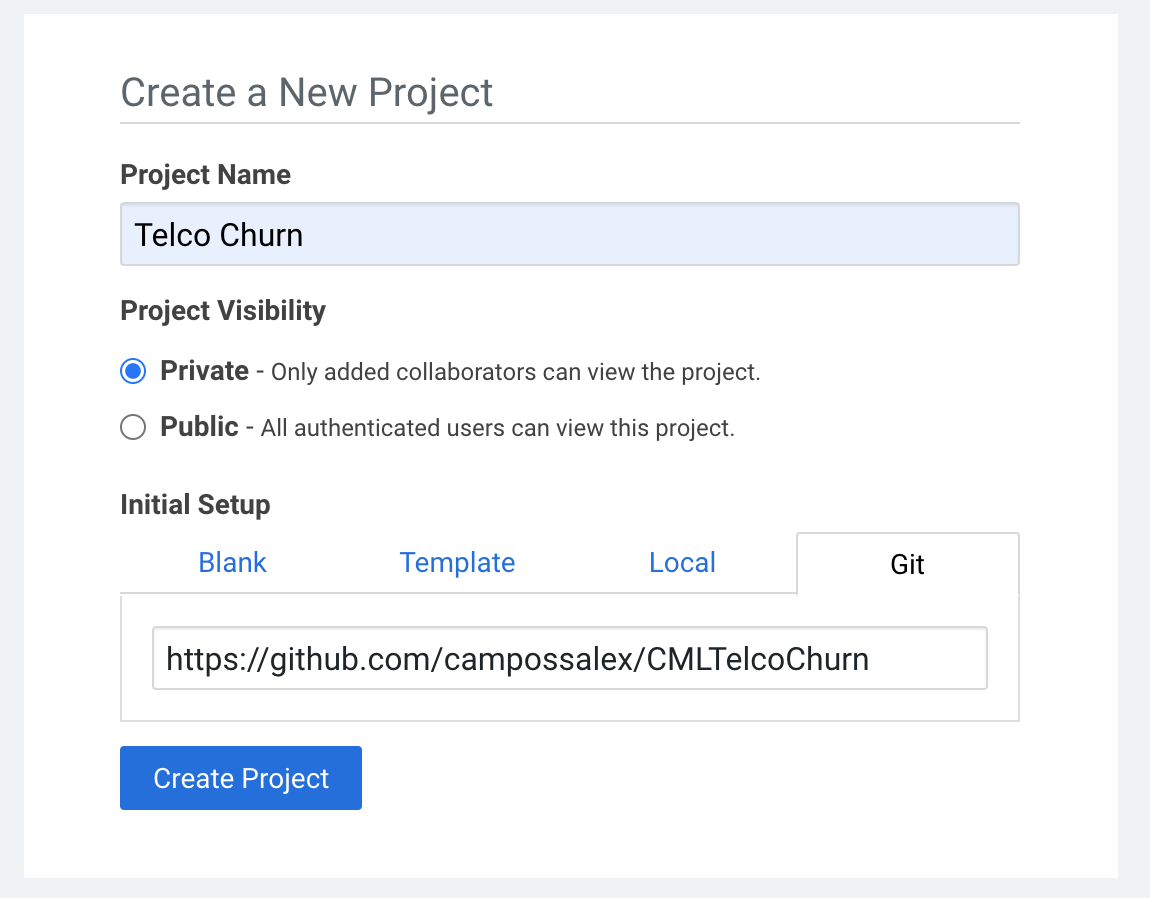 Create a New Project
Project Name
Telco Churn
Project Visibility
Private - Only added collaborators can view the project.
Public - All authenticated users can view this project.
Initial Setup
Blank Template Local Git
https://github.com/campossalex/CMLTelcoChurn
Create Project